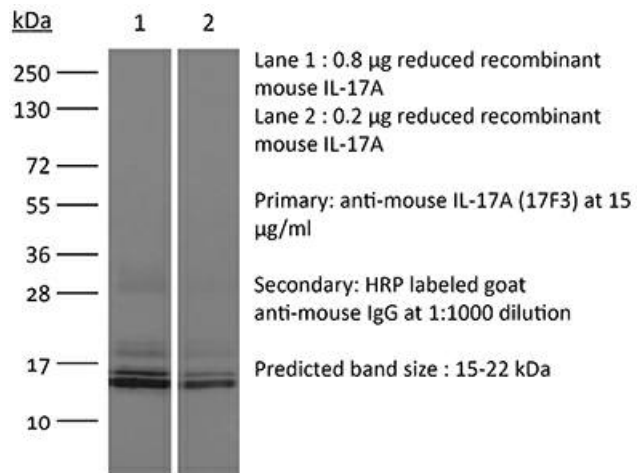 kDa
1 2
250
130
72
55
36
28
17
10
Lane 1 : 0.8 µg reduced recombinant
mouse IL-17A
Lane 2 : 0.2 µg reduced recombinant
mouse IL-17A
Primary: anti-mouse IL-17A (17F3) at 15
µg/ml
Secondary: HRP labeled goat
anti-mouse IgG at 1:1000 dilution
Predicted band size : 15-22 kDa